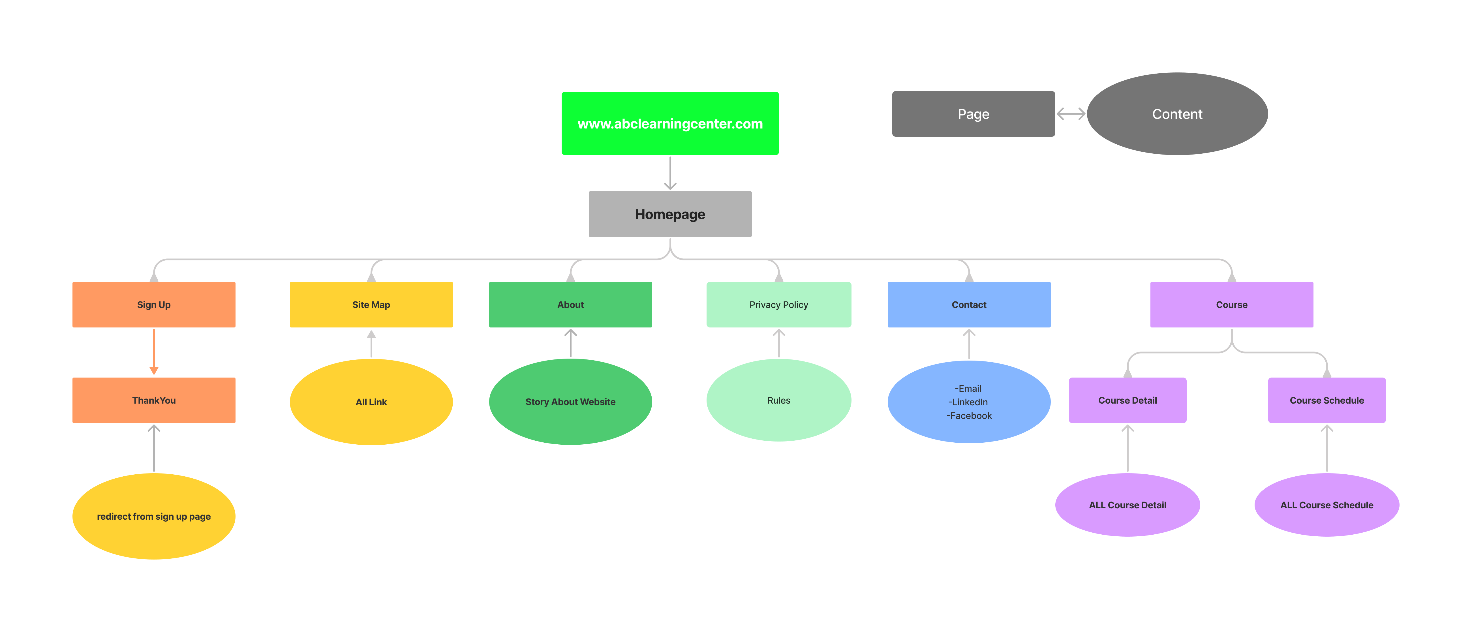 www.abclearningcenter.com
Page
Content
Homepage
Sign Up
Site Map
About
Privacy Policy
Contact
Course
ThankYou
All Link
Story About Website
Rules
-Email
-LinkedIn
-Facebook
Course Detail
Course Schedule
redirect from sign up page
ALL Course Detail
ALL Course Schedule